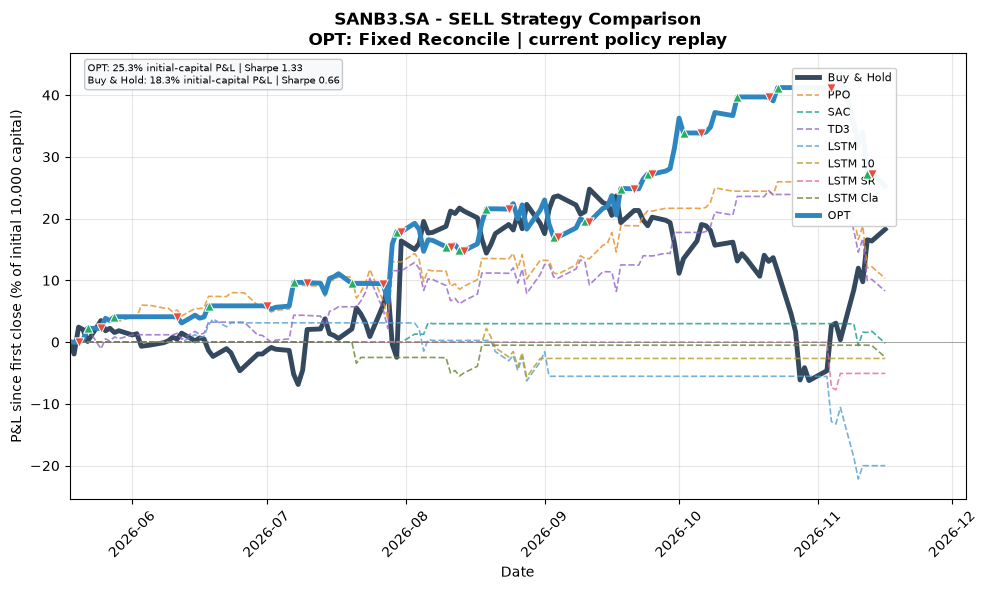 SANB3.SA - SELL Strategy Comparison
OPT: Fixed Reconcile | current policy replay
OPT: 25.3% initial-capital P&L | Sharpe 1.33
Buy & Hold: 18.3% initial-capital P&L | Sharpe 0.66
Buy & Hold
PPO
SAC
TD3
LSTM
LSTM 10
LSTM SR
LSTM Cla
OPT
P&L since first close (% of initial 10,000 capital)
40
30
20
10
0
−10
−20
2026-06
2026-07
2026-08
2026-09
2026-10
2026-11
2026-12
Date